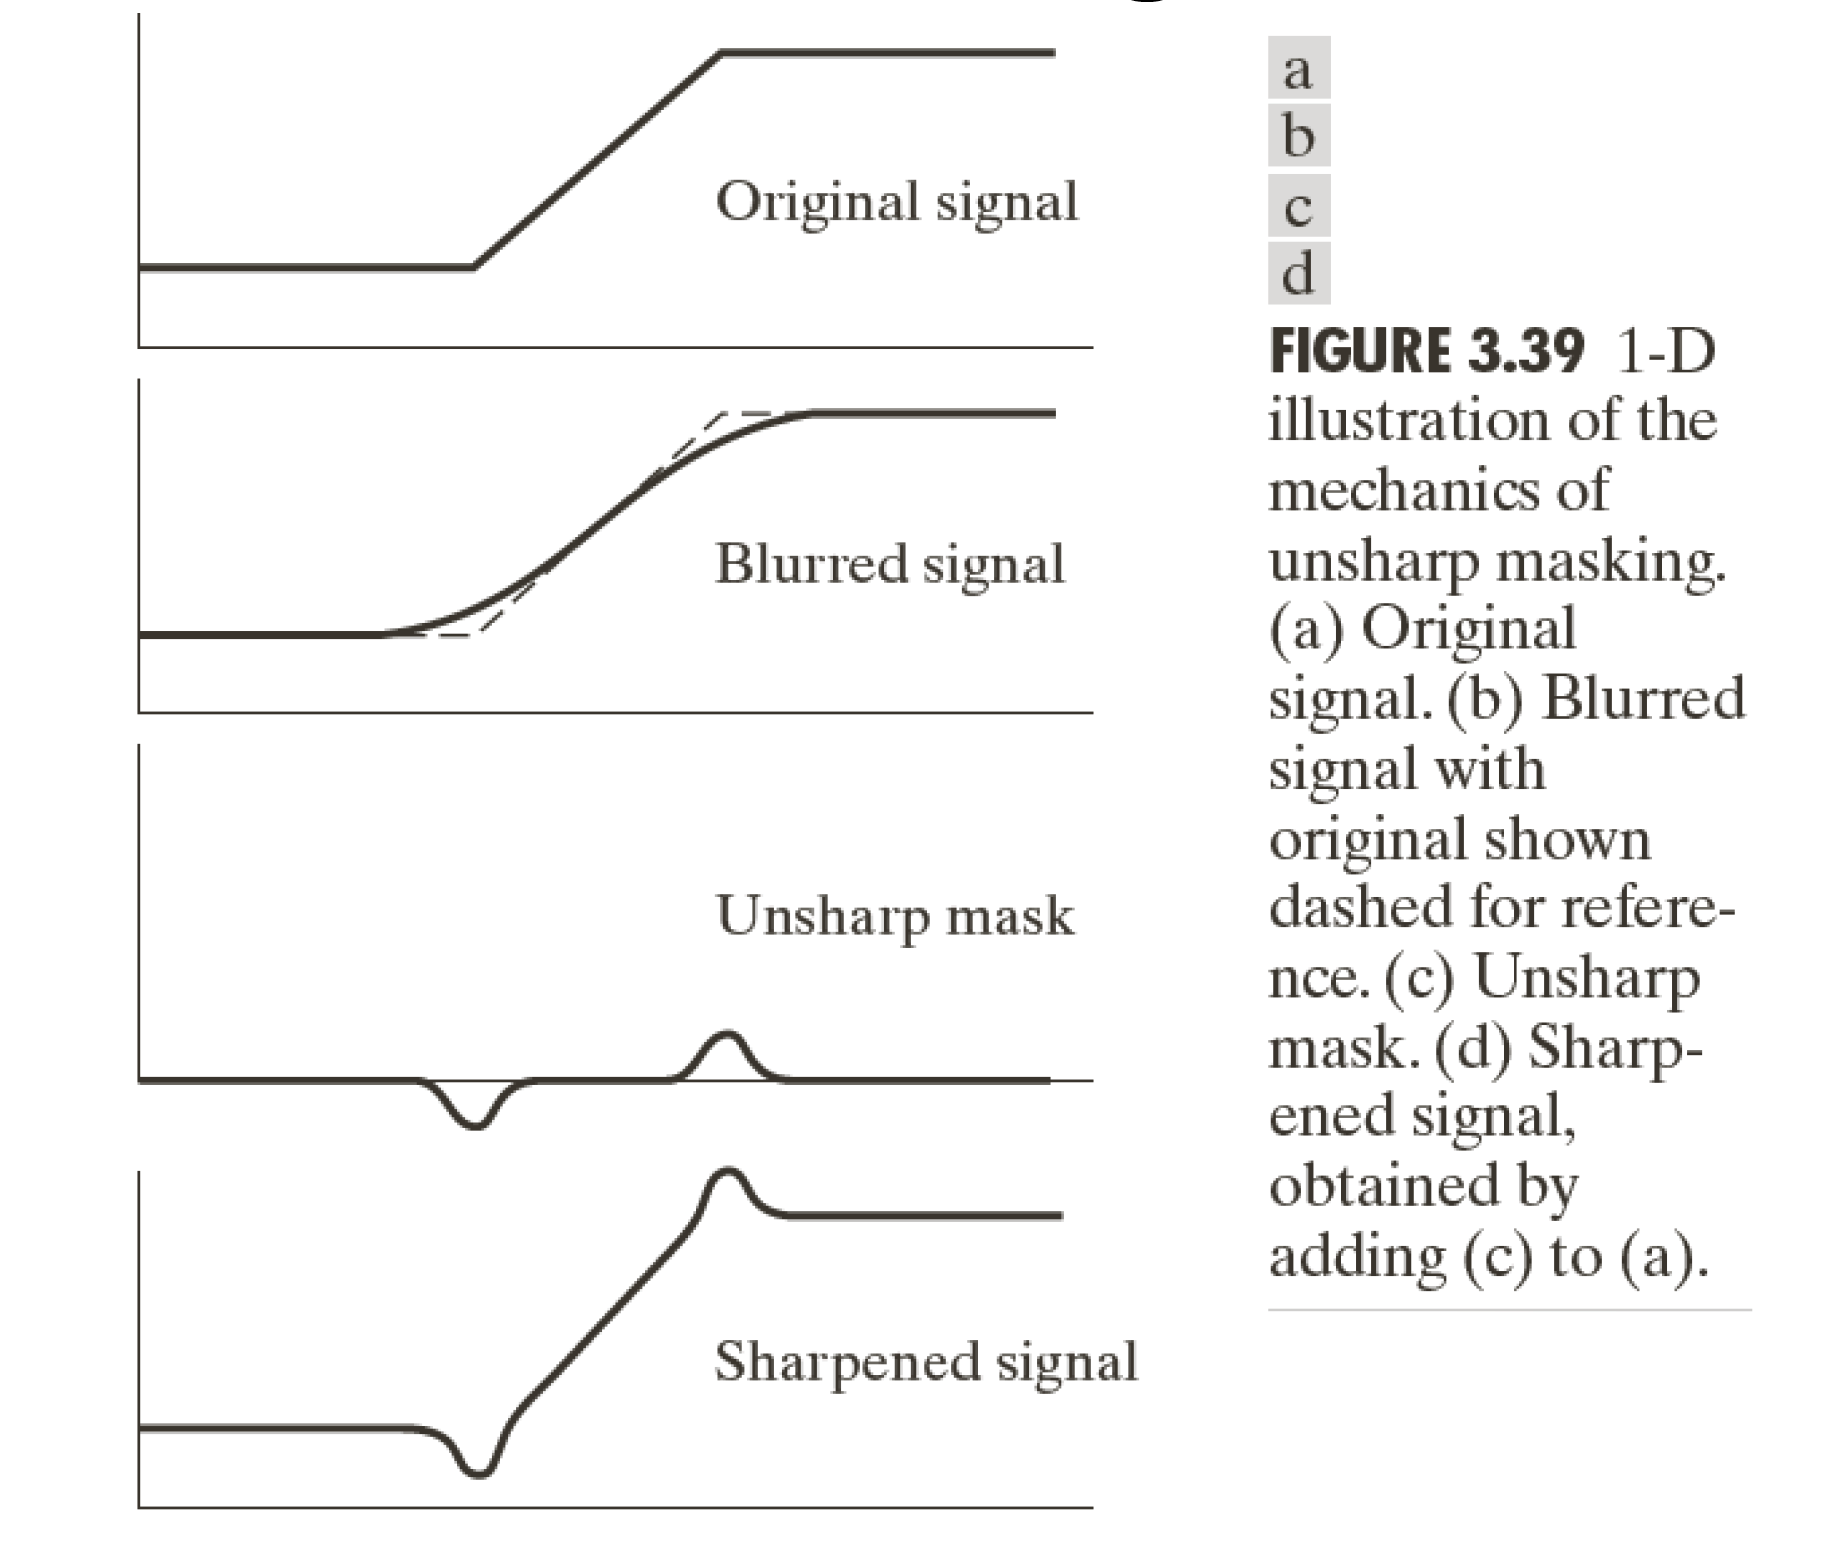 Original signal
Blurred signal
Unsharp mask
Sharpened signal
a
b
c
d
FIGURE 3.39 1-D
illustration of the
mechanics of
unsharp masking.
(a) Original
signal. (b) Blurred
signal with
original shown
dashed for refere-
nce. (c) Unsharp
mask. (d) Sharp-
ened signal,
obtained by
adding (c) to (a).